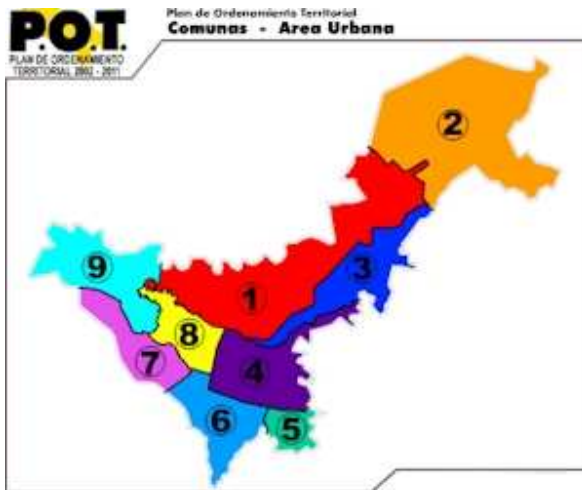 P.O.T.
PLAN DE ORDENAMIENTO
TERRITORIAL 2002 - 2011
Plan de Ordenamiento Territorial
Comunas - Area Urbana
2
3
1
9
8
7
4
6
5